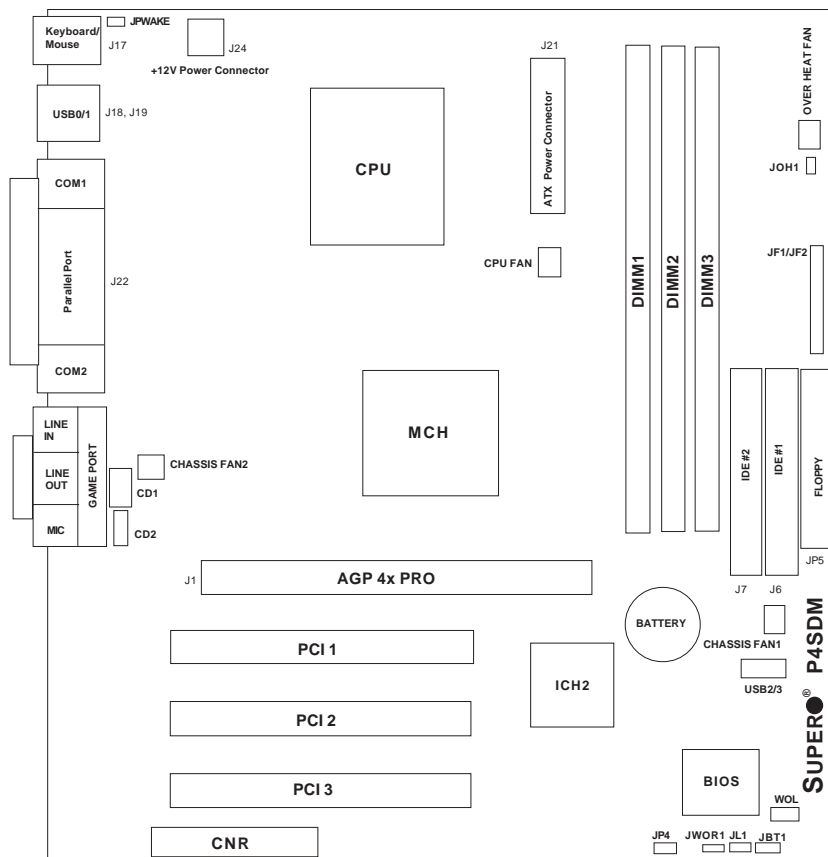 Keyboard/
Mouse
J17
JPWAKE
J24
+12V Power Connector
J21
ATX Power Connector
OVER HEAT FAN
USB0/1
J18, J19
CPU
JOH1
COM1
Parallel Port
J22
COM2
CPU FAN
DIMM1
DIMM2
DIMM3
JF1/JF2
LINE
IN
LINE
OUT
MIC
GAME PORT
CHASSIS FAN2
CD1
CD2
MCH
IDE #2
IDE #1
FLOPPY
JP5
J7
J6
J1
AGP 4x PRO
BATTERY
CHASSIS FAN1
PCI 1
ICH2
USB2/3
PCI 2
SUPER® P4SDM
PCI 3
BIOS
WOL
CNR
JP4
JWOR1
JL1
JBT1